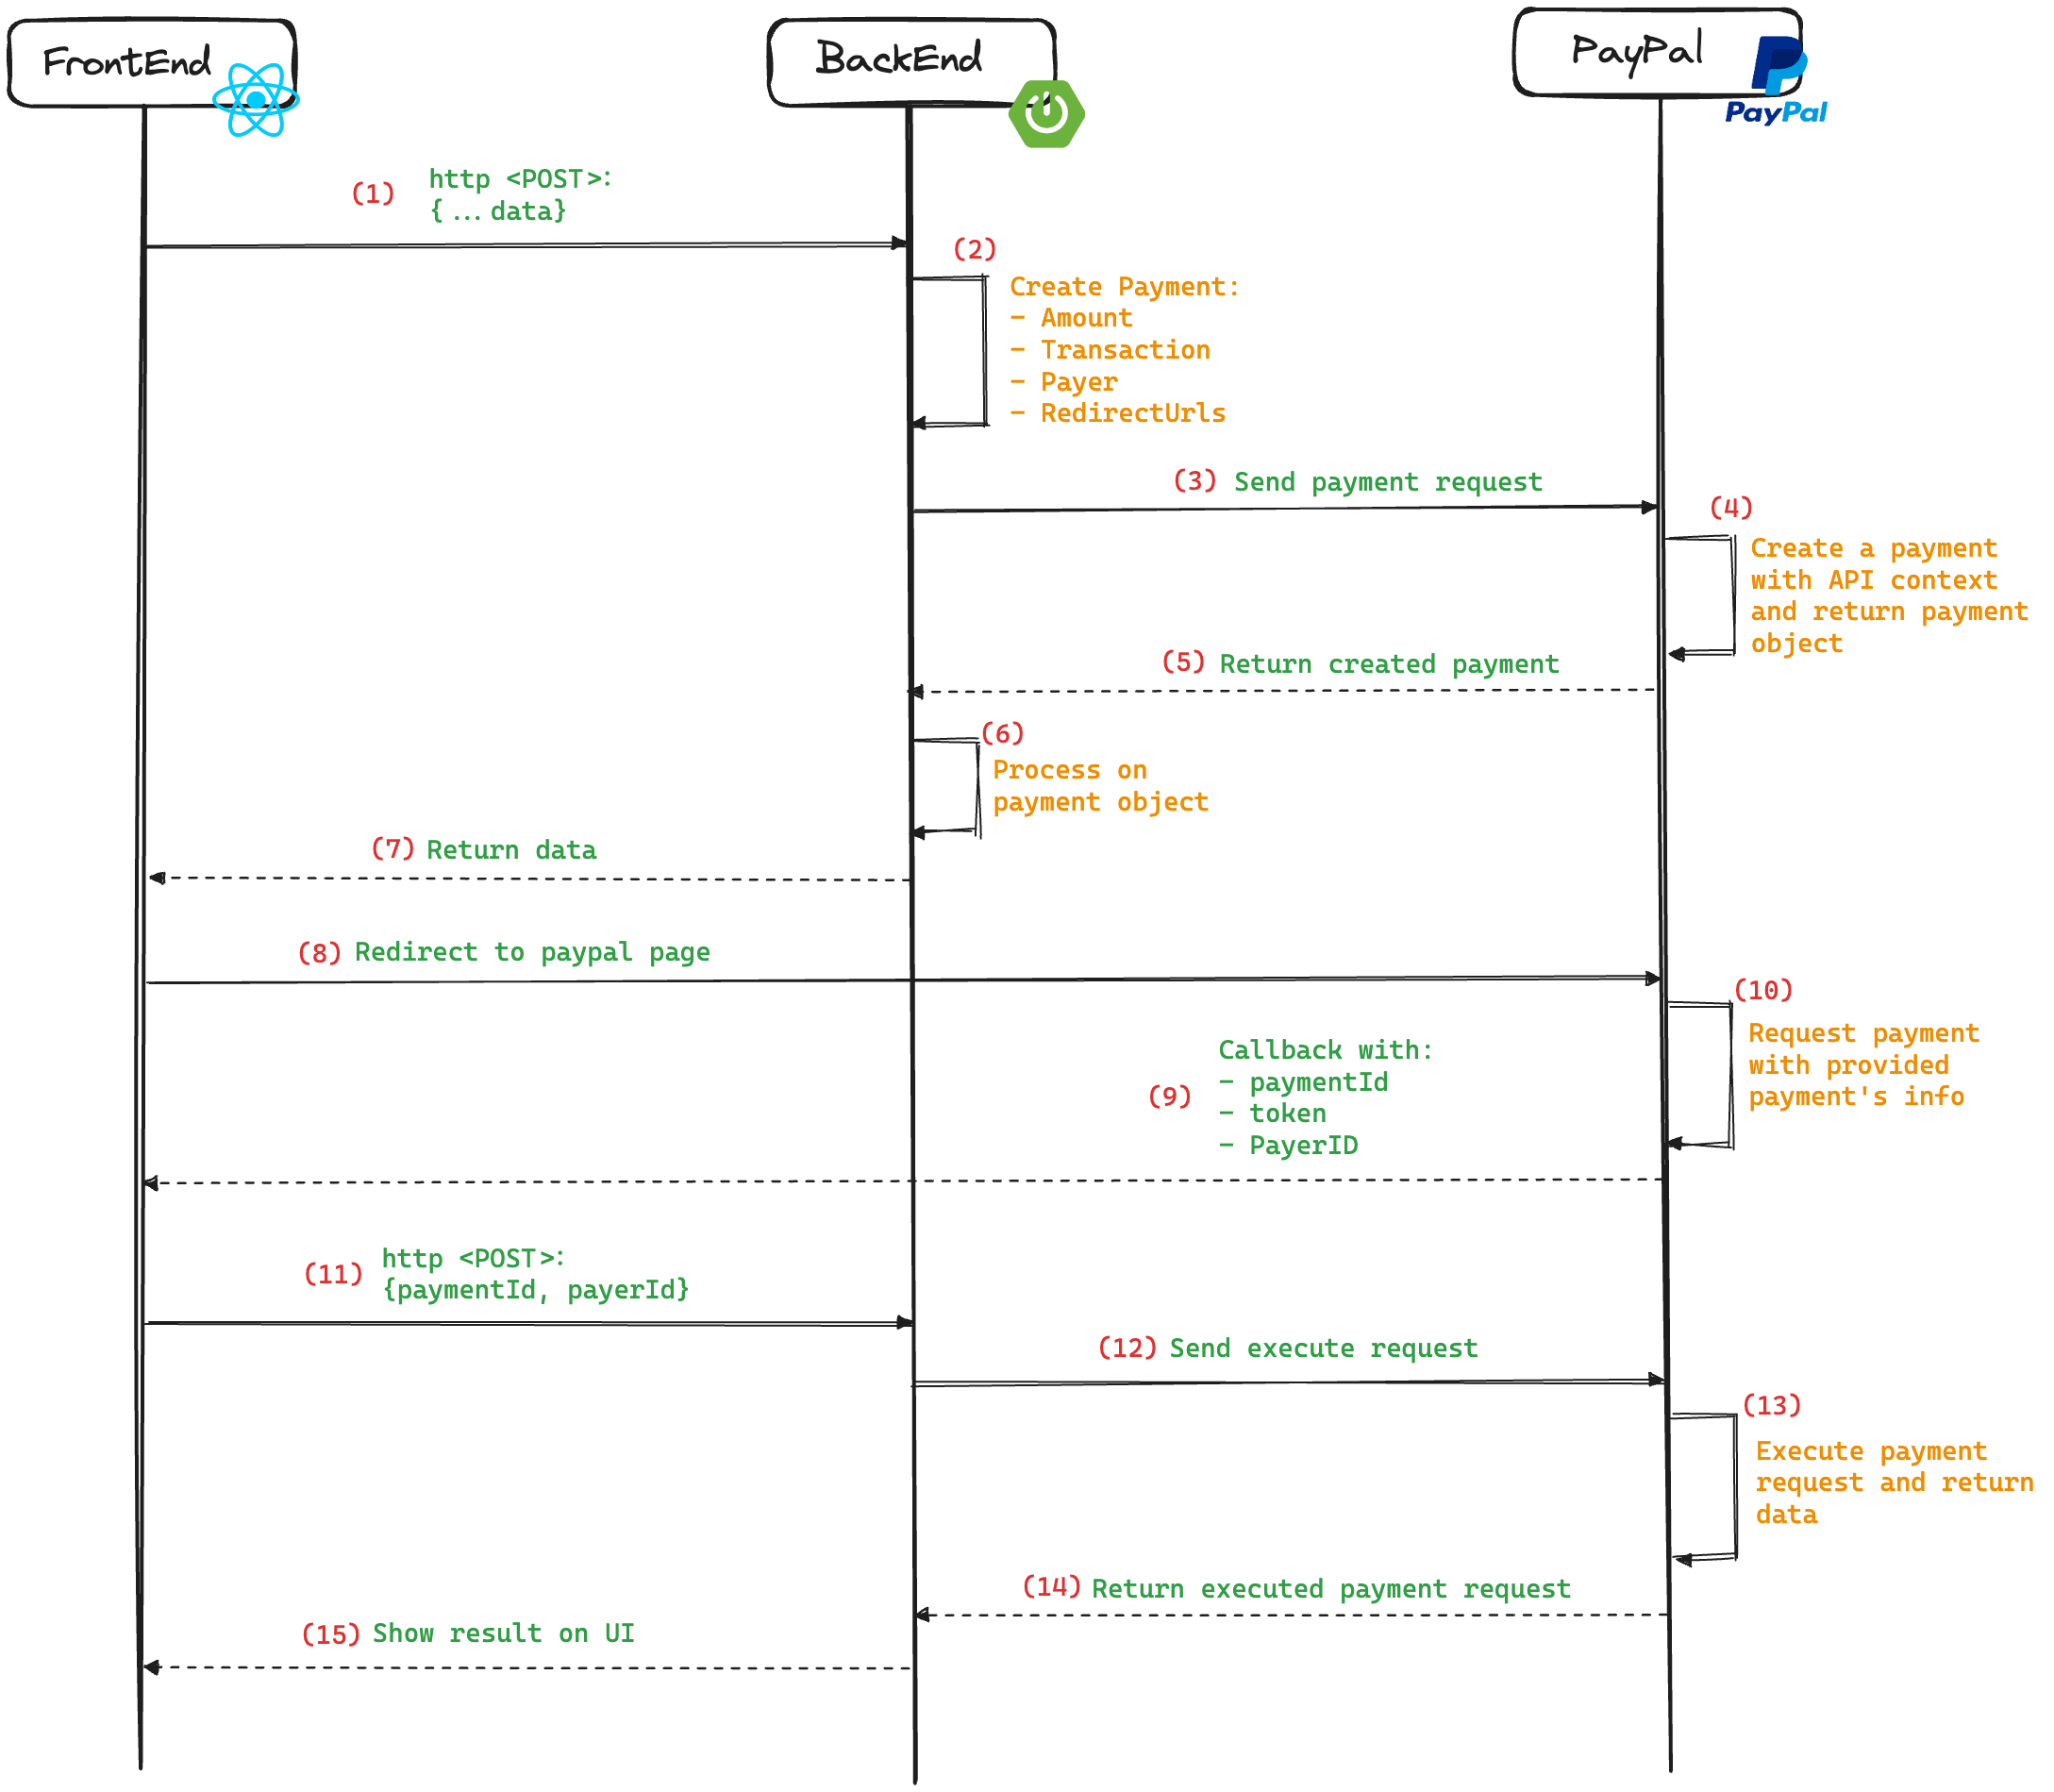 FrontEnd
BackEnd
PayPal
PayPal
(1)
http <POST>:
{ ... data}
(2)
Create Payment:
- Amount
- Transaction
- Payer
- RedirectUrls
(3) Send payment request
(4)
Create a payment
with API context
and return payment
object
(5) Return created payment
(6)
Process on
payment object
(7) Return data
(8) Redirect to paypal page
(10)
Request payment
with provided
payment's info
(9)
Callback with:
- paymentId
- token
- PayerID
(11)
http <POST>:
{paymentId, payerId}
(12) Send execute request
(13)
Execute payment
request and return
data
(14) Return executed payment request
(15) Show result on UI